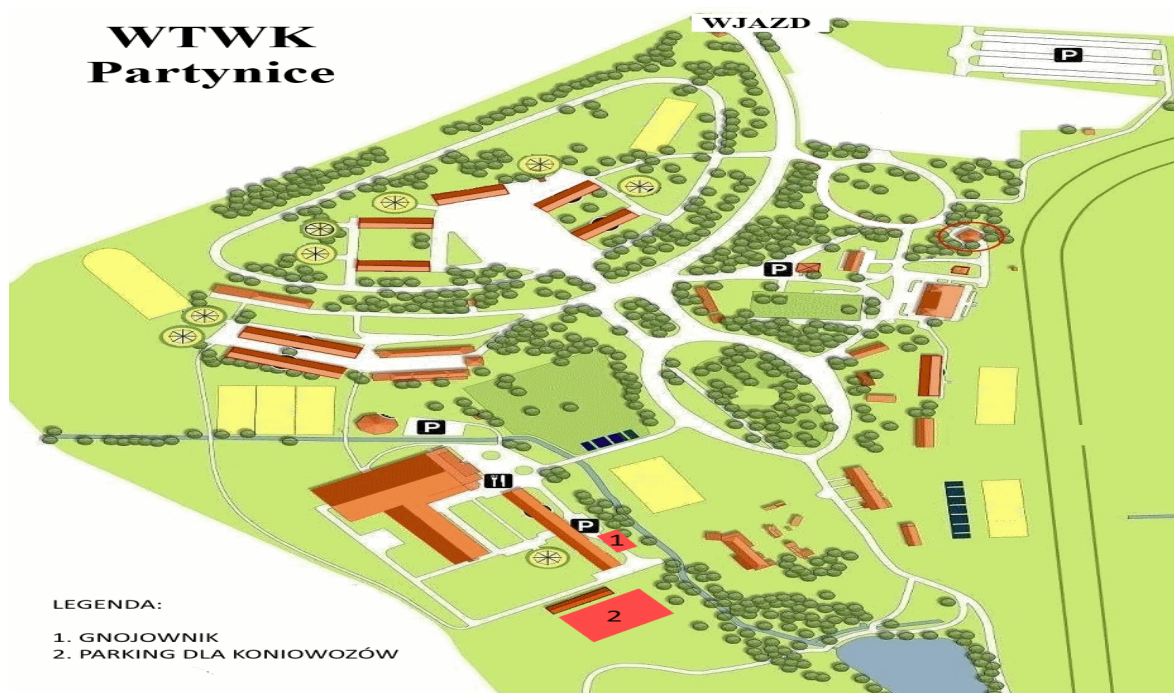 WTWK
Partynice
WJAZD
P
P
P
P
1
2
LEGENDA:
1. GNOJOWNIK
2. PARKING DLA KONIOWOZÓW